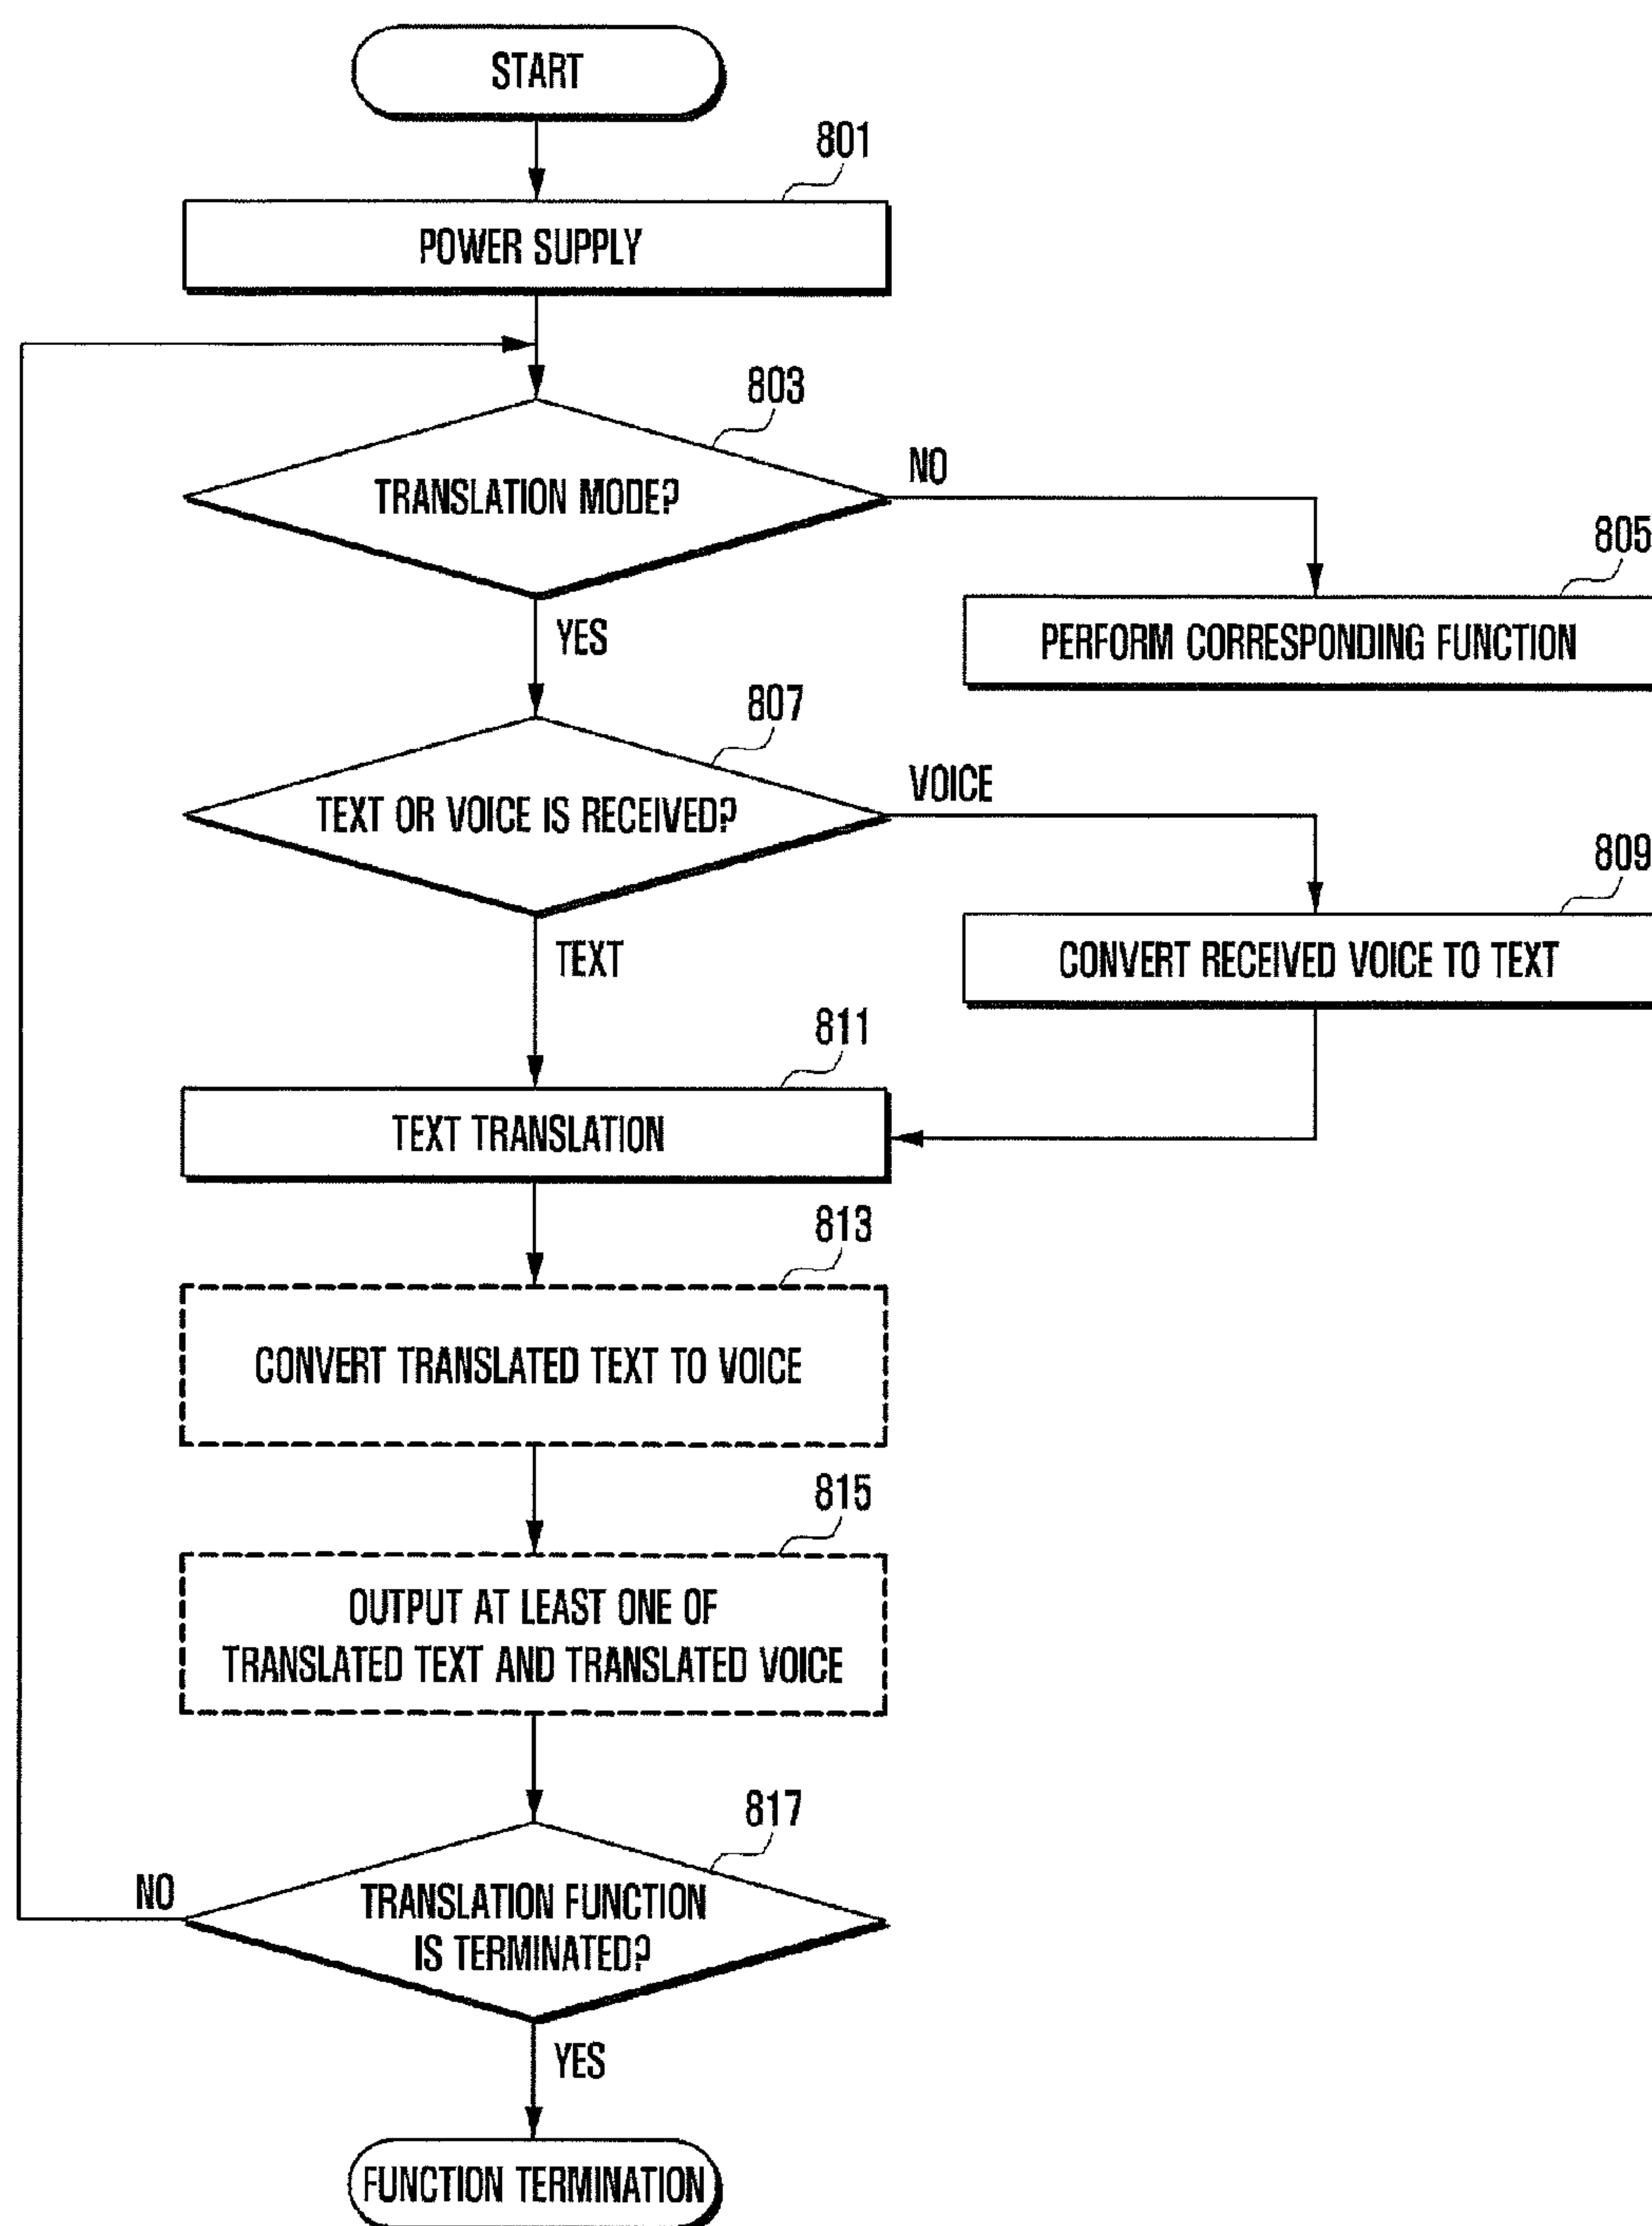 START
801
POWER SUPPLY
803
TRANSLATION MODE?
NO
805
PERFORM CORRESPONDING FUNCTION
YES
807
TEXT OR VOICE IS RECEIVED?
VOICE
809
CONVERT RECEIVED VOICE TO TEXT
TEXT
811
TEXT TRANSLATION
813
CONVERT TRANSLATED TEXT TO VOICE
815
OUTPUT AT LEAST ONE OF
TRANSLATED TEXT AND TRANSLATED VOICE
817
NO
TRANSLATION FUNCTION
IS TERMINATED?
YES
FUNCTION TERMINATION